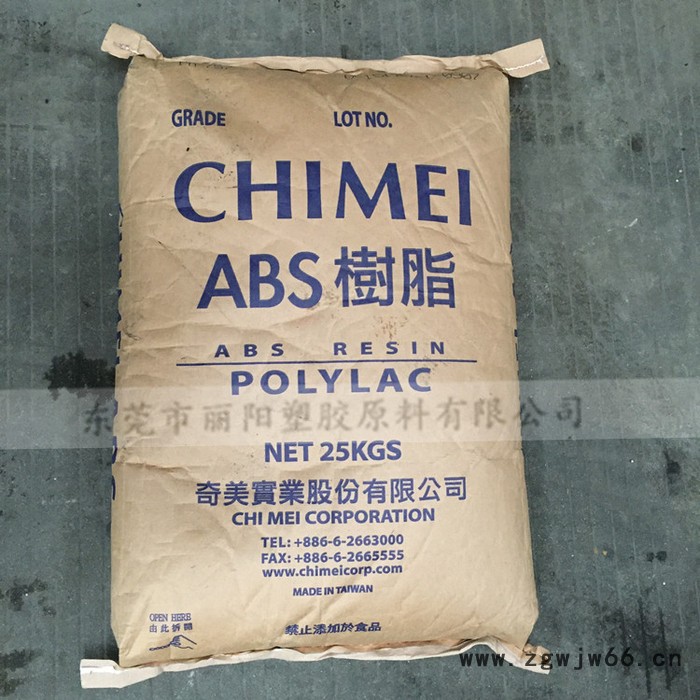 GRADE LOT NO.
CHIMEI
ABS樹脂
ABS RESIN
POLYLAC
东莞市丽阳塑胶原料有限公司
NET 25KGS
奇美實業股份有限公司
CHI MEI CORPORATION
TEL: +886-6-2663000
FAX: +886-6-2665555
www.chimeicorp.com
MADE IN TAIWAN
OPEN HERE
由此拆開
禁止添加於食品
www.zgwjw66.cn